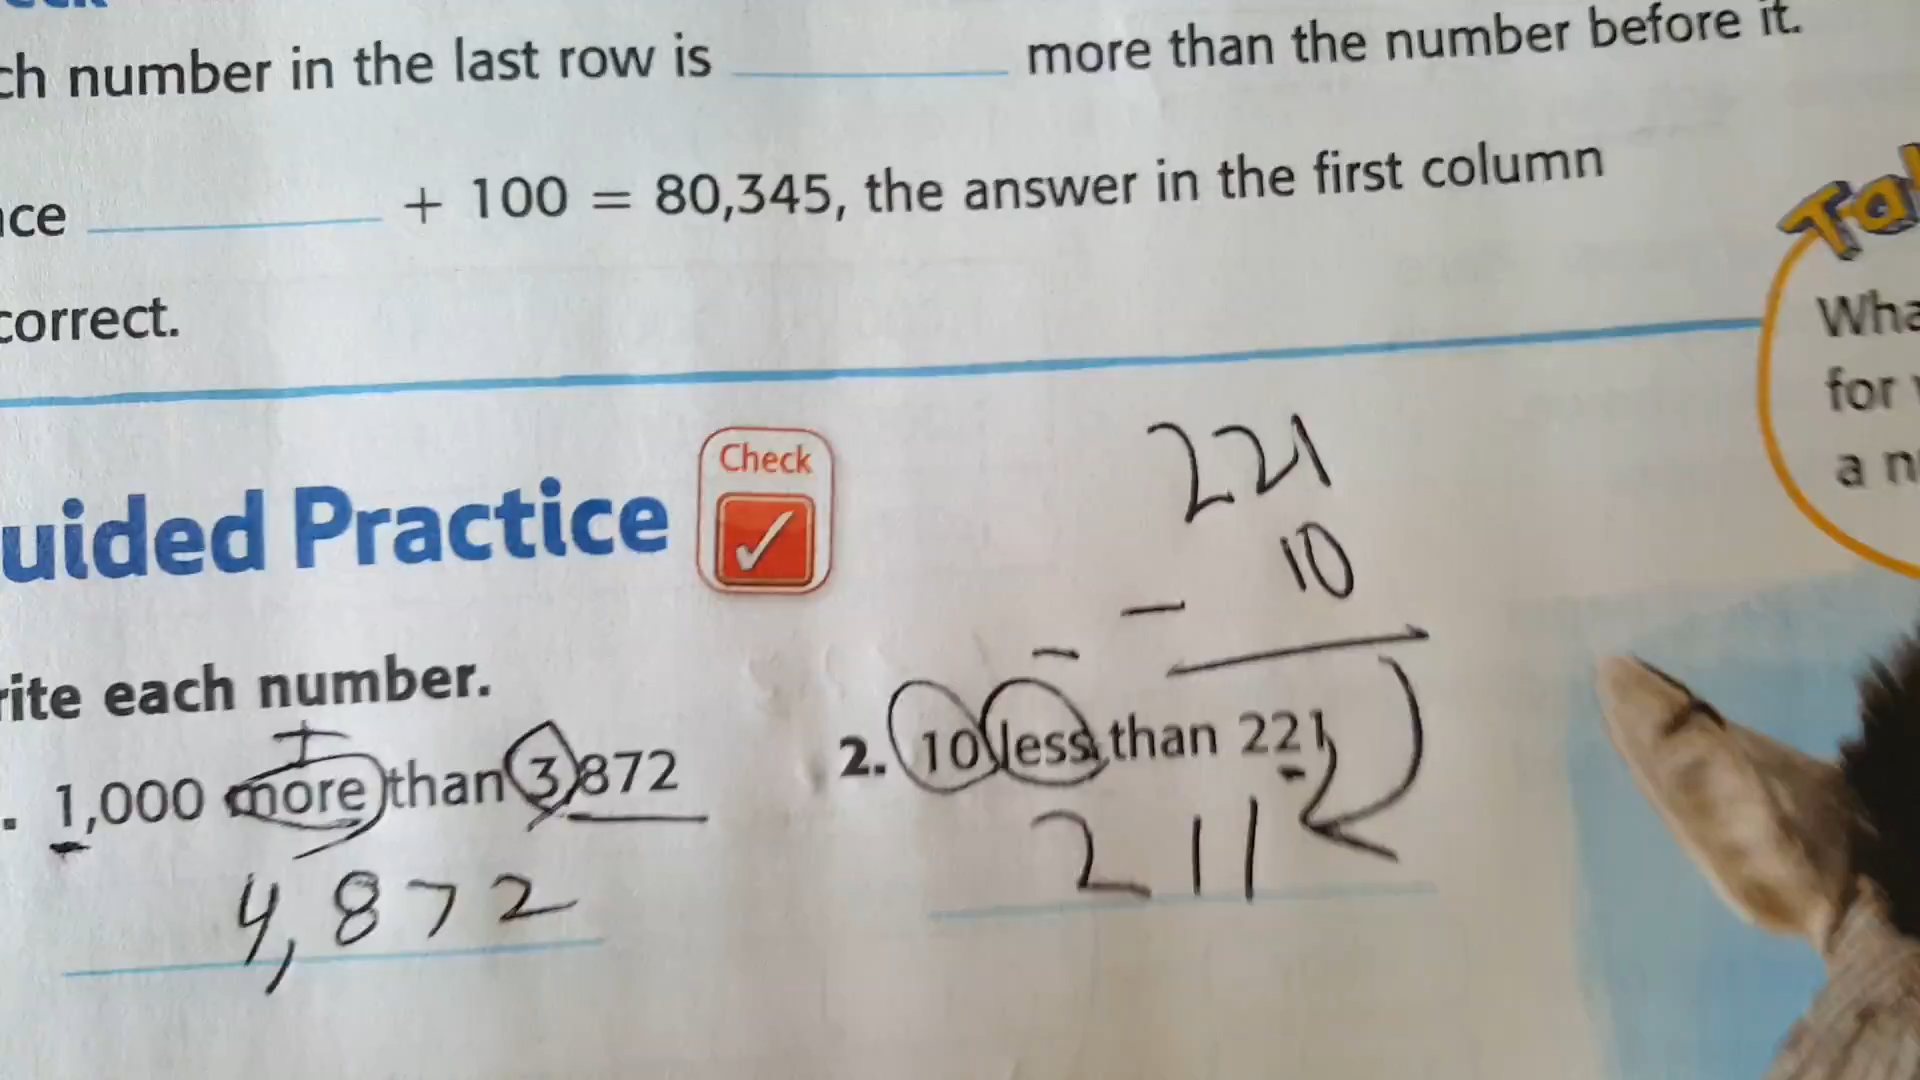 ch number in the last row is more than the number before it.
ce + 100 = 80,345, the answer in the first column
correct.
Wha
for
a n
Check
221
10
−
uided Practice
rite each number.
−
+
1,000 more than 3,872
2. 10 less than 221
4,872
211